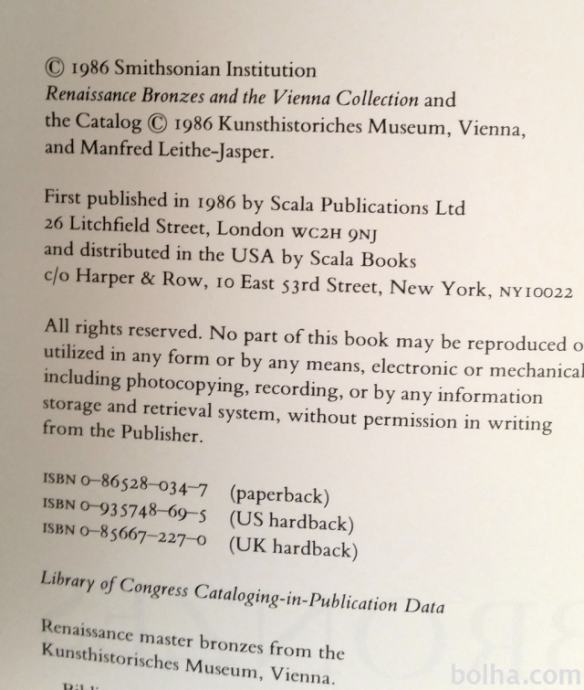 © 1986 Smithsonian Institution
Renaissance Bronzes and the Vienna Collection and
the Catalog © 1986 Kunsthistoriches Museum, Vienna,
and Manfred Leithe-Jasper.
First published in 1986 by Scala Publications Ltd
26 Litchfield Street, London WC2H 9NJ
and distributed in the USA by Scala Books
c/o Harper & Row, 10 East 53rd Street, New York, NY10022
All rights reserved. No part of this book may be reproduced o
utilized in any form or by any means, electronic or mechanical
including photocopying, recording, or by any information
storage and retrieval system, without permission in writing
from the Publisher.
ISBN 0–86528–034–7 (paperback)
ISBN 0–935748–69–5 (US hardback)
ISBN 0–85667–227–0 (UK hardback)
Library of Congress Cataloging-in-Publication Data
Renaissance master bronzes from the
Kunsthistorisches Museum, Vienna.
bolha.com